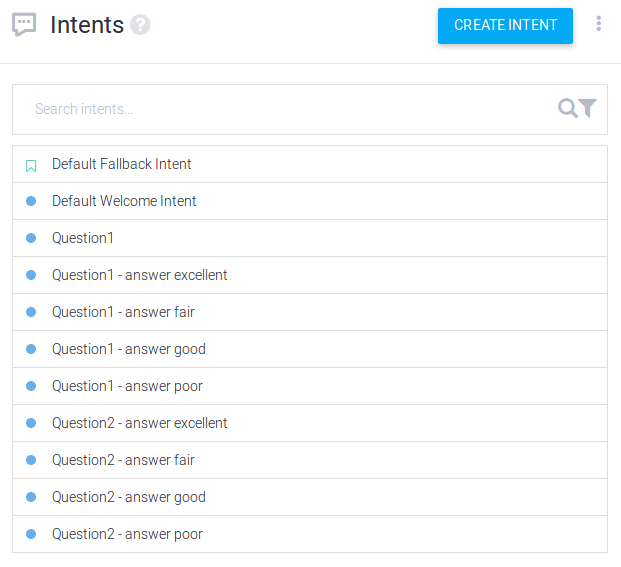 Intents
CREATE INTENT
Search intents...
Default Fallback Intent
Default Welcome Intent
Question1
Question1 - answer excellent
Question1 - answer fair
Question1 - answer good
Question1 - answer poor
Question2 - answer excellent
Question2 - answer fair
Question2 - answer good
Question2 - answer poor